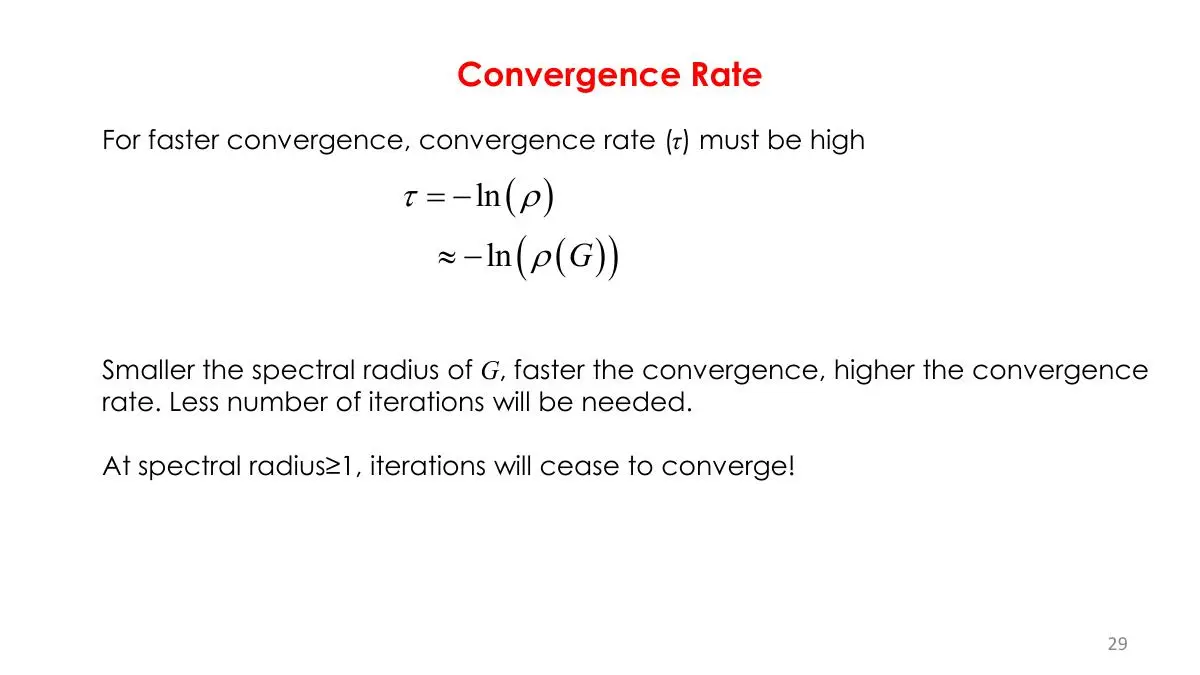 Convergence Rate
For faster convergence, convergence rate (τ) must be high
τ = −ln(ρ)
≈ −ln(ρ(G))
Smaller the spectral radius of G, faster the convergence, higher the convergence
rate. Less number of iterations will be needed.
At spectral radius≥1, iterations will cease to converge!
29